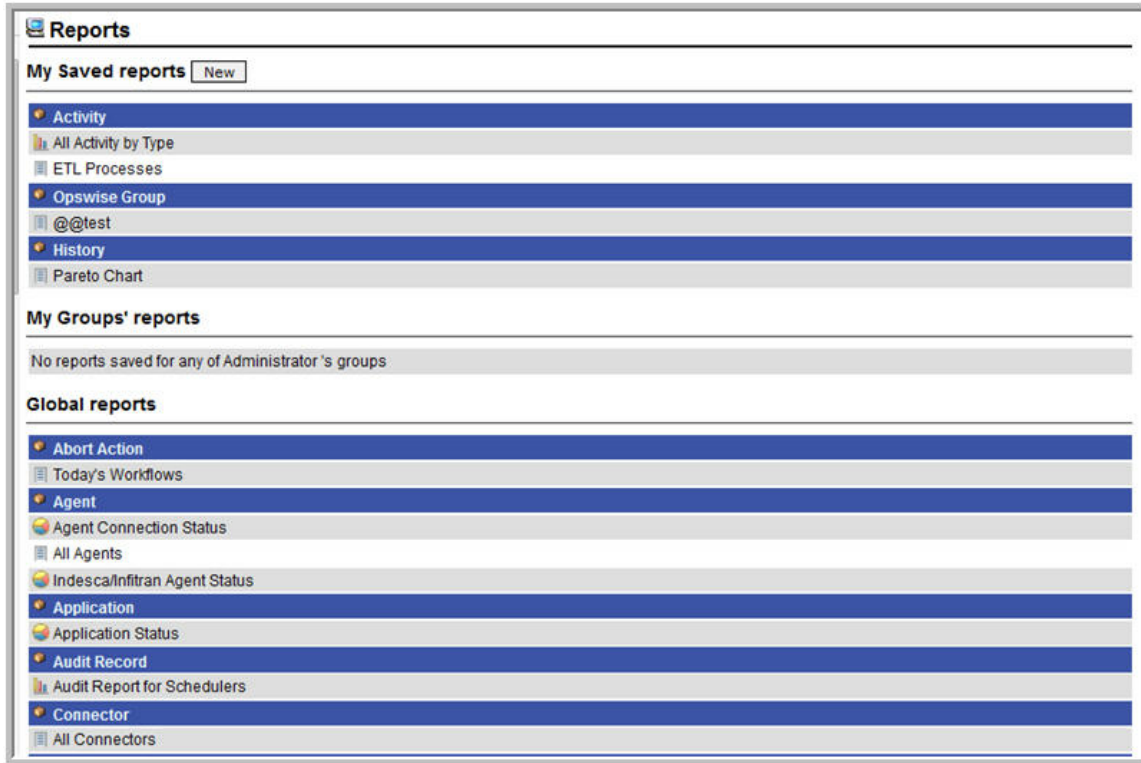 Reports
My Saved reports New
Activity
All Activity by Type
ETL Processes
Opswise Group
@@test
History
Pareto Chart
My Groups' reports
No reports saved for any of Administrator 's groups
Global reports
Abort Action
Today's Workflows
Agent
Agent Connection Status
All Agents
Indesca/Infitran Agent Status
Application
Application Status
Audit Record
Audit Report for Schedulers
Connector
All Connectors